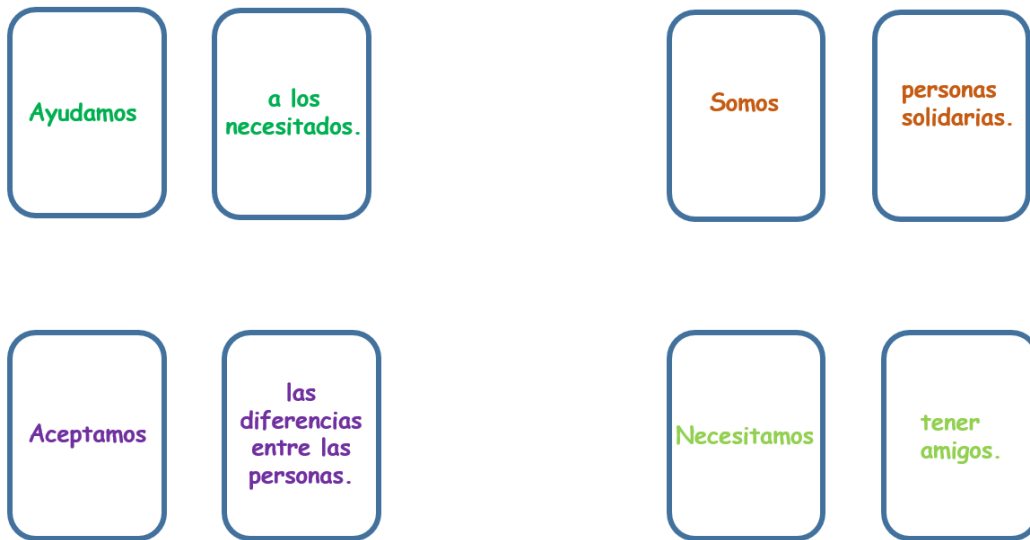 Ayudamos
a los
necesitados.
Somos
personas
solidarias.
Aceptamos
las
diferencias
entre las
personas.
Necesitamos
tener
amigos.